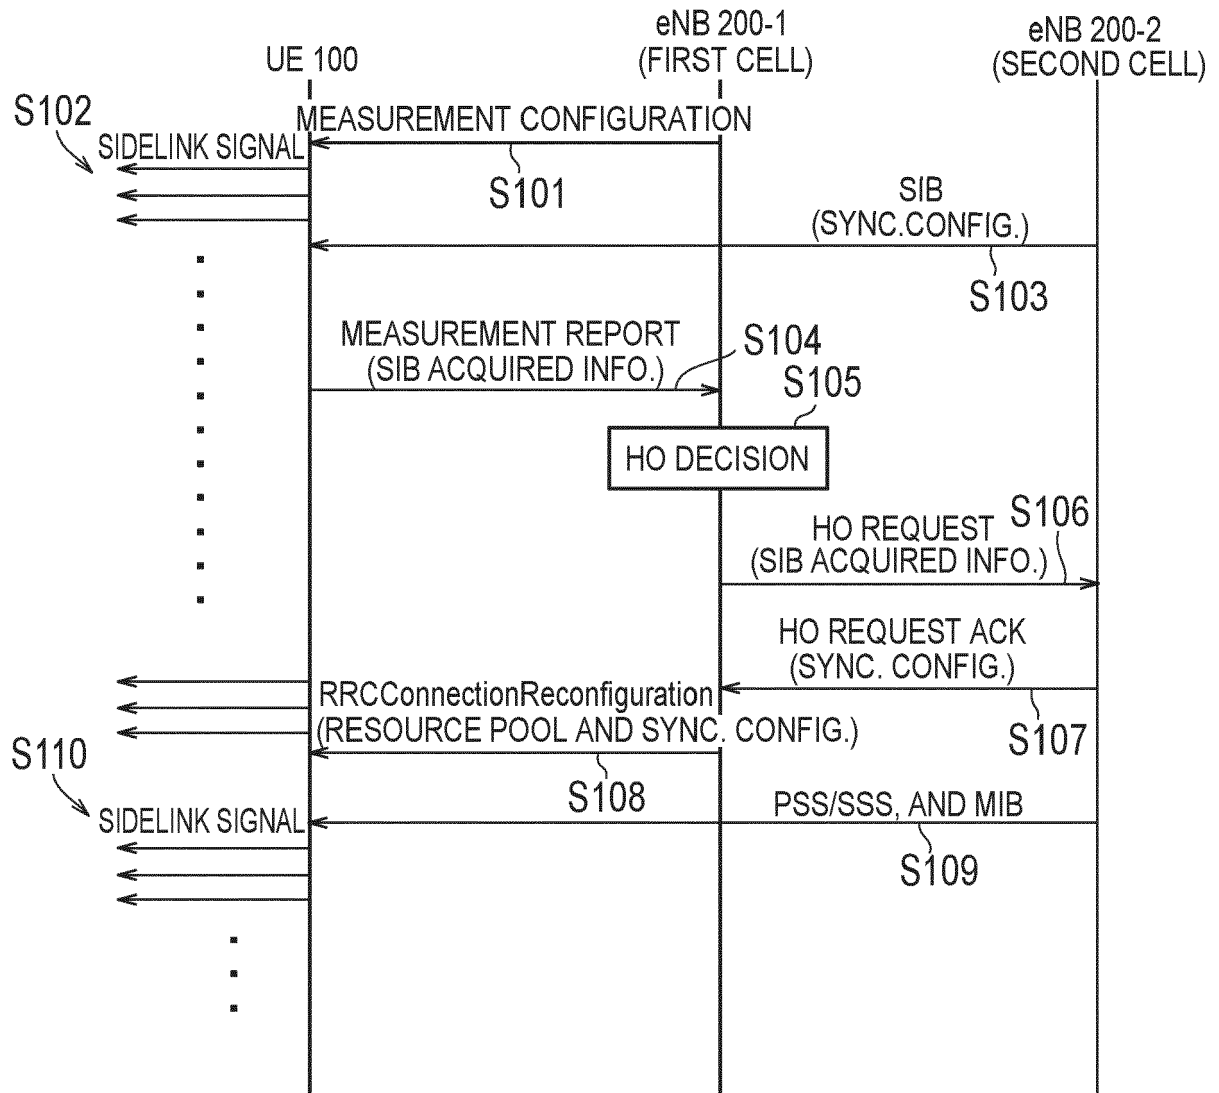 UE 100
eNB 200-1
(FIRST CELL)
eNB 200-2
(SECOND CELL)
S102
MEASUREMENT CONFIGURATION
SIDELINK SIGNAL
S101
SIB
(SYNC.CONFIG.)
S103
MEASUREMENT REPORT
(SIB ACQUIRED INFO.)
S104
S105
HO DECISION
HO REQUEST
(SIB ACQUIRED INFO.)
S106
HO REQUEST ACK
(SYNC. CONFIG.)
S107
RRCConnectionReconfiguration
(RESOURCE POOL AND SYNC. CONFIG.)
S108
S110
SIDELINK SIGNAL
PSS/SSS, AND MIB
S109